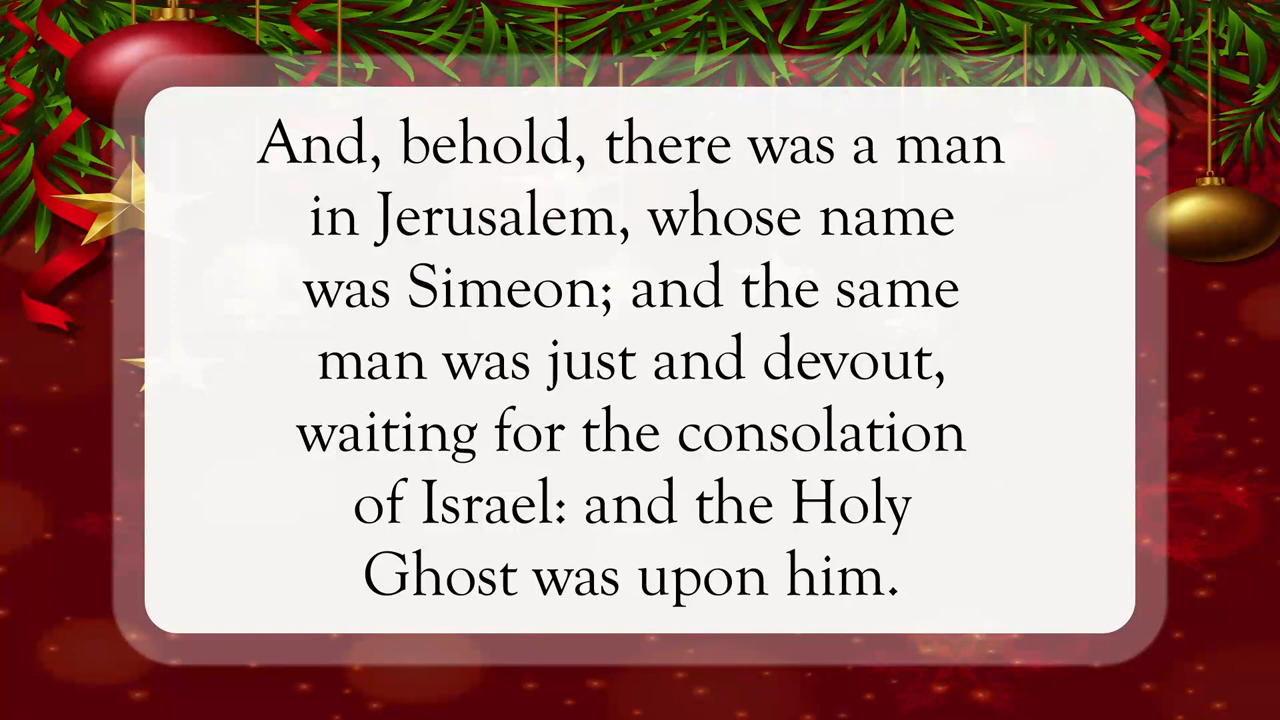 And, behold, there was a man
in Jerusalem, whose name
was Simeon; and the same
man was just and devout,
waiting for the consolation
of Israel: and the Holy
Ghost was upon him.